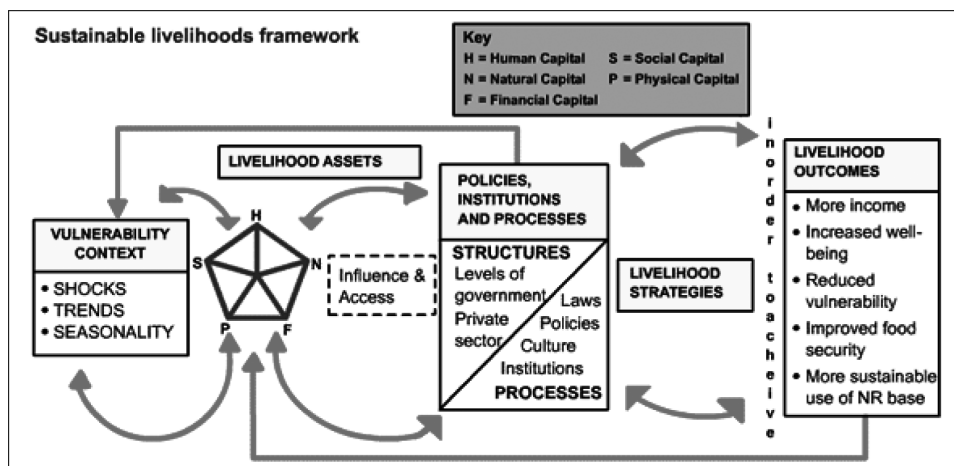 Sustainable livelihoods framework
Key
H = Human Capital S = Social Capital
N = Natural Capital P = Physical Capital
F = Financial Capital
LIVELIHOOD ASSETS
H
S
N
P
F
VULNERABILITY
CONTEXT
• SHOCKS
• TRENDS
• SEASONALITY
Influence &
Access
POLICIES,
INSTITUTIONS
AND PROCESSES
STRUCTURES
Levels of
government
Private
sector
Laws
Policies
Culture
Institutions
PROCESSES
LIVELIHOOD
STRATEGIES
inorder toacheive
LIVELIHOOD
OUTCOMES
• More income
• Increased well-
being
• Reduced
vulnerability
• Improved food
security
• More sustainable
use of NR base